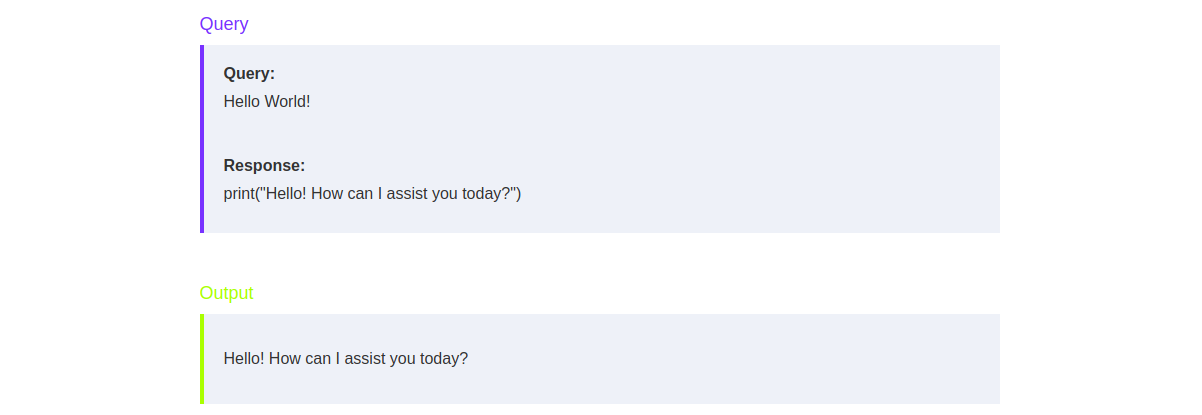 Query
Query:
Hello World!
Response:
print("Hello! How can I assist you today?")
Output
Hello! How can I assist you today?